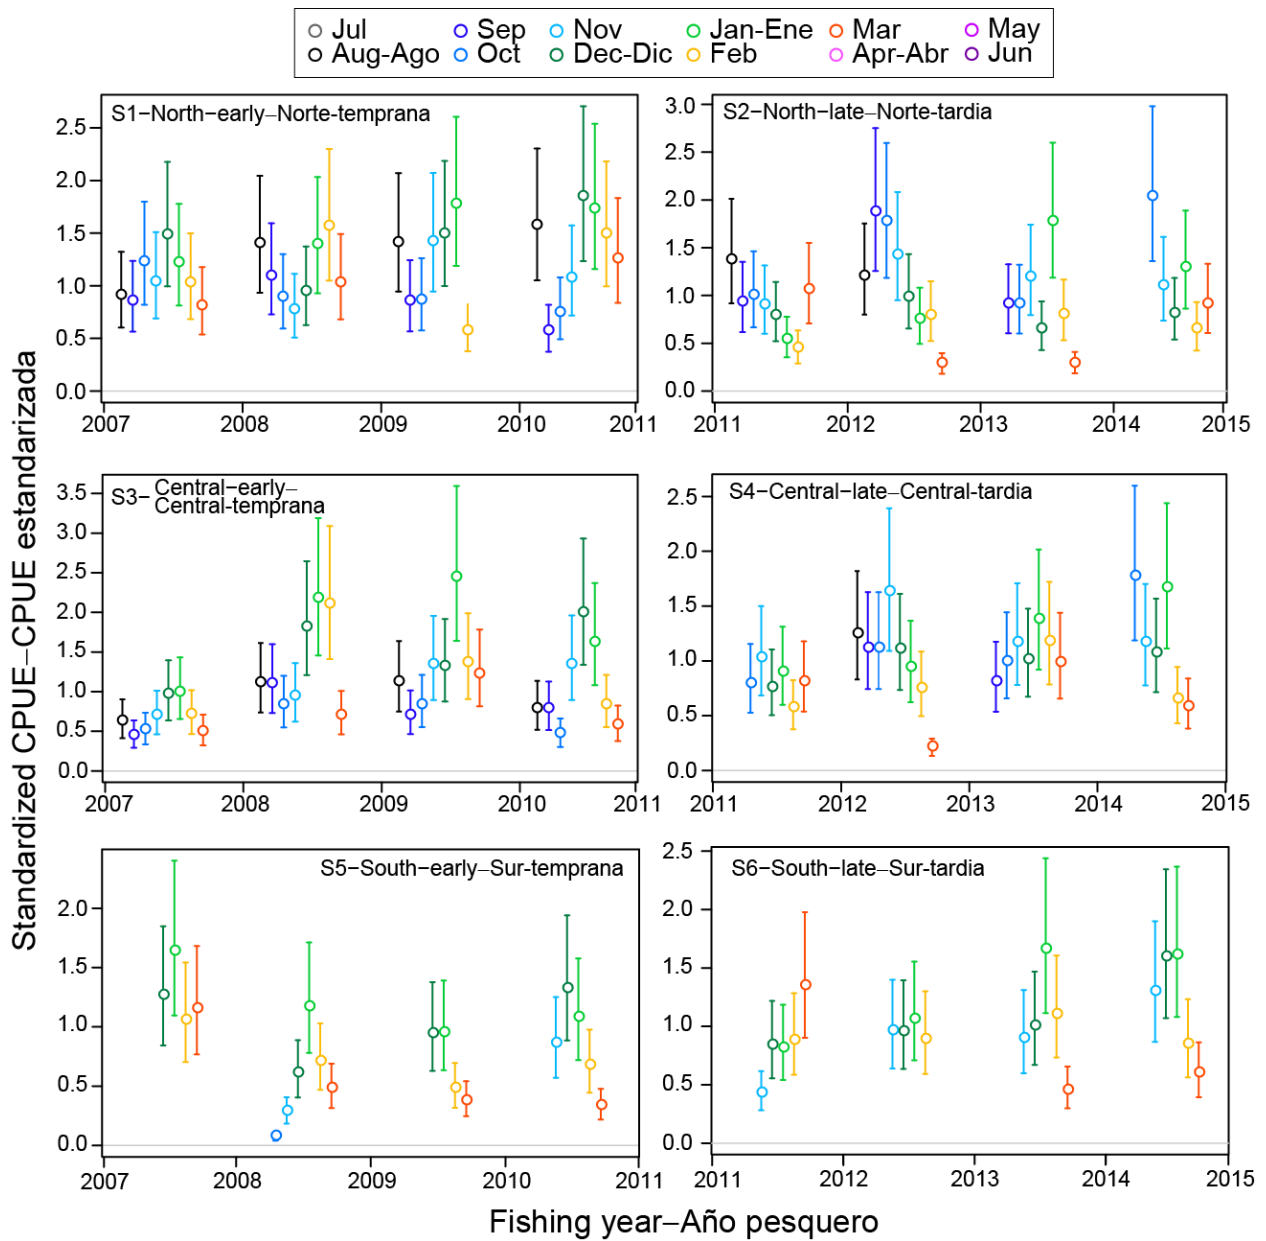 Jul Sep Nov Jan-Ene Mar May
Aug-Ago Oct Dec-Dic Feb Apr-Abr Jun
Standardized CPUE–CPUE estandarizada
S1−North−early–Norte-temprana
2.5
2.0
1.5
1.0
0.5
0.0
2007 2008 2009 2010 2011
S2−North−late–Norte-tardia
3.0
2.5
2.0
1.5
1.0
0.5
0.0
2011 2012 2013 2014 2015
S3− Central−early–
Central-temprana
3.5
3.0
2.5
2.0
1.5
1.0
0.5
0.0
2007 2008 2009 2010 2011
S4−Central−late–Central-tardia
2.5
2.0
1.5
1.0
0.5
0.0
2011 2012 2013 2014 2015
S5−South−early–Sur-temprana
2.0
1.5
1.0
0.5
0.0
2007 2008 2009 2010 2011
S6−South−late–Sur-tardia
2.5
2.0
1.5
1.0
0.5
0.0
2011 2012 2013 2014 2015
Fishing year–Año pesquero